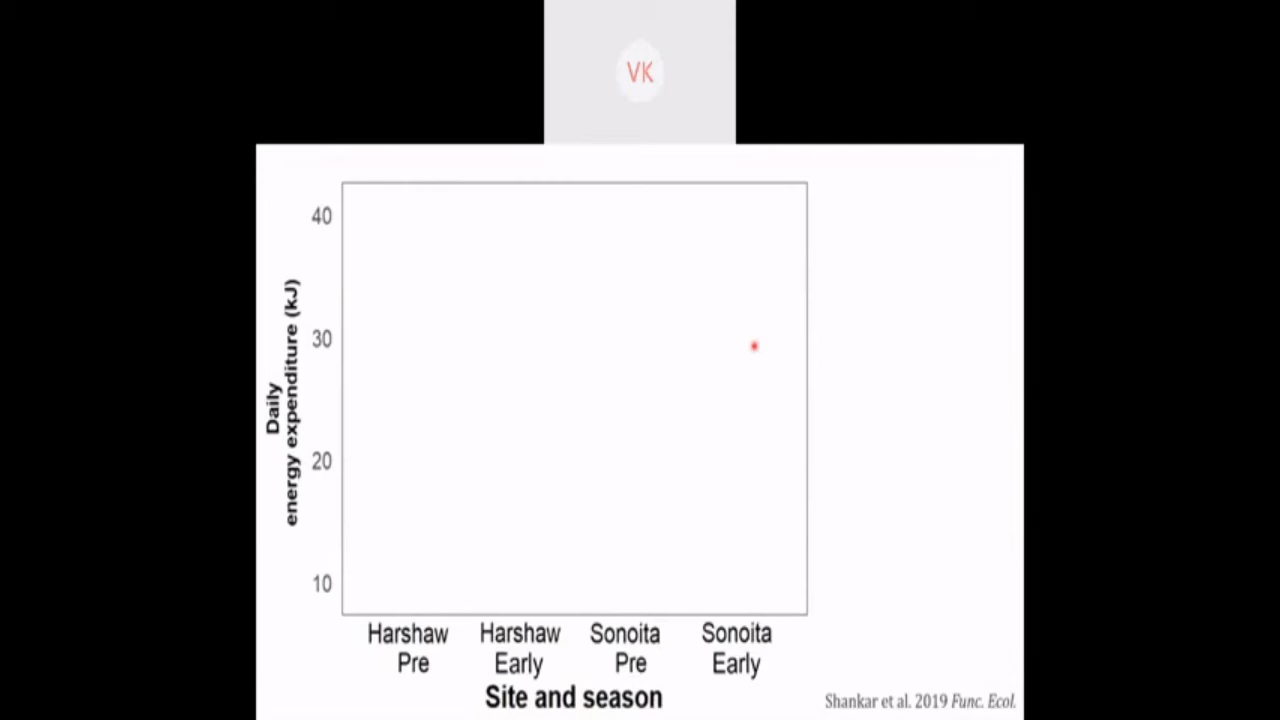 VK
40
30
20
10
Daily
energy expenditure (kJ)
Harshaw Pre
Harshaw Early
Sonoita Pre
Sonoita Early
Site and season
Shankar et al. 2019 Func. Ecol.